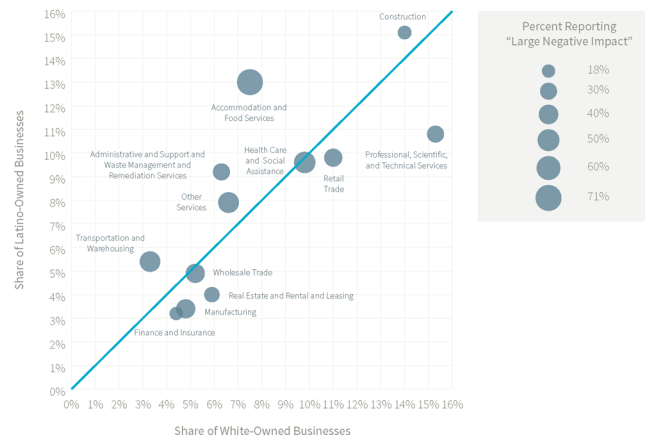 Share of Latino-Owned Businesses
16%
15%
14%
13%
12%
11%
10%
9%
8%
7%
6%
5%
4%
3%
2%
1%
0%
Construction
Accommodation and
Food Services
Administrative and Support and
Waste Management and
Remediation Services
Health Care
and Social
Assistance
Professional, Scientific,
and Technical Services
Retail
Trade
Other
Services
Transportation and
Warehousing
Wholesale Trade
Real Estate and Rental and Leasing
Manufacturing
Finance and Insurance
0% 1% 2% 3% 4% 5% 6% 7% 8% 9% 10% 11% 12% 13% 14% 15% 16%
Share of White-Owned Businesses
Percent Reporting
“Large Negative Impact”
18%
30%
40%
50%
60%
71%